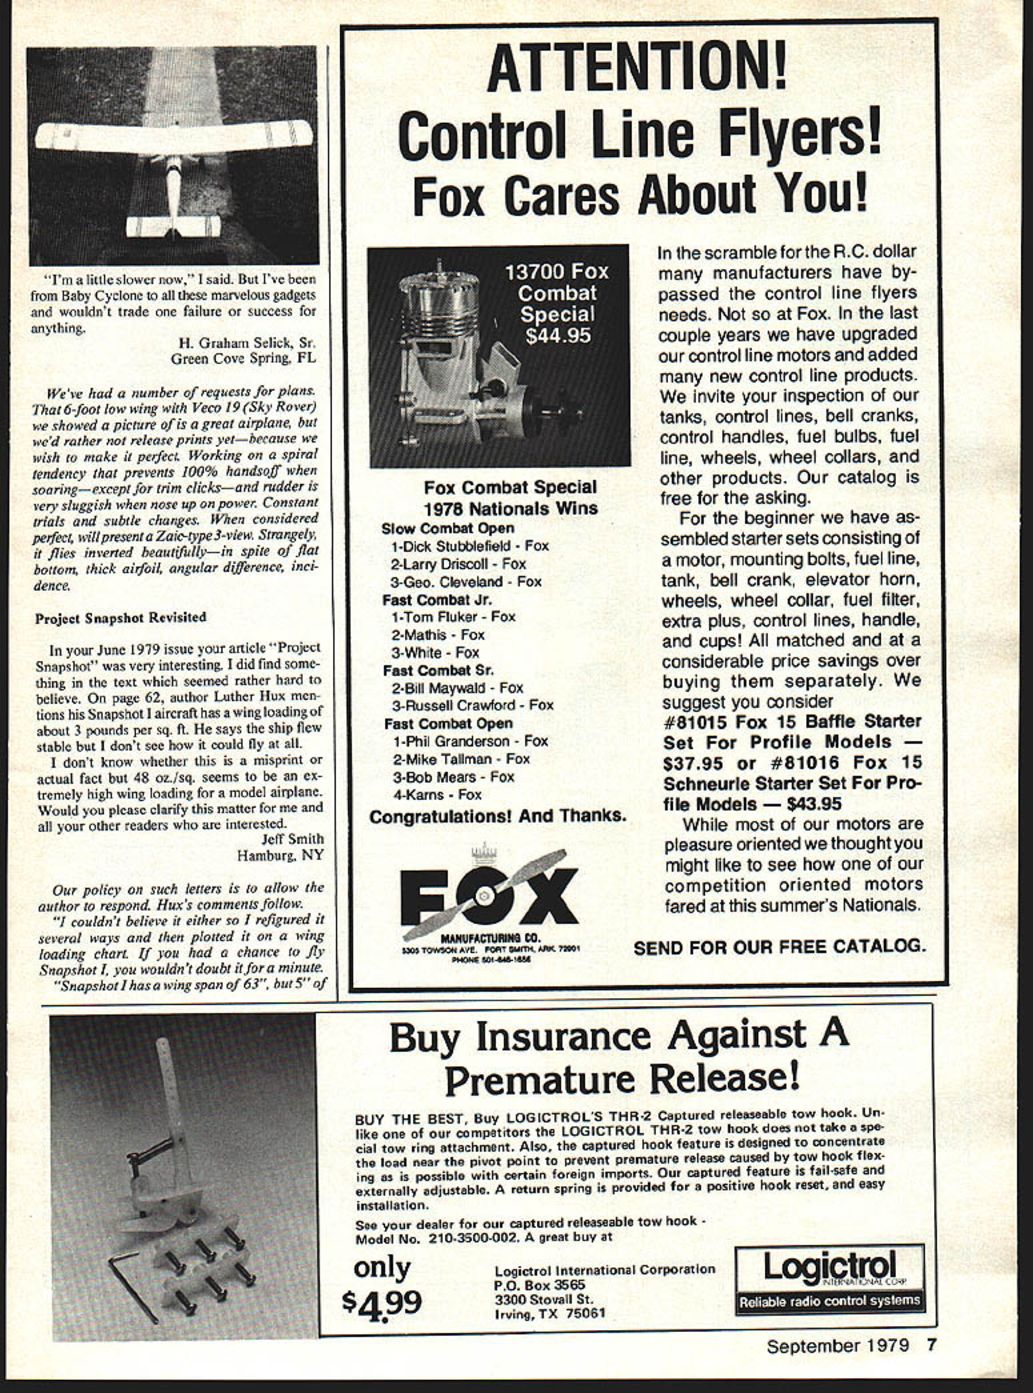 "I'm a little slower now," I said. But I've been
from Baby Cyclone to all these marvelous gadgets
and wouldn't trade one failure or success for
anything.
H. Graham Selick, Sr.
Green Cove Spring, FL
We've had a number of requests for plans.
That 6-foot low wing with Veco 19 (Sky Rover)
we showed a picture of is a great airplane, but
we'd rather not release prints yet—because we
wish to make it perfect. Working on a spiral
tendency that prevents 100% handsoff when
soaring—except for trim clicks—and rudder is
very sluggish when nose up on power. Constant
trials and subtle changes. When considered
perfect, will present a Zaic-type 3-view. Strangely,
it flies inverted beautifully—in spite of flat
bottom, thick airfoil, angular difference, inci-
dence.
Project Snapshot Revisited
In your June 1979 issue your article "Project
Snapshot" was very interesting. I did find some-
thing in the text which seemed rather hard to
believe. On page 62, author Luther Hux men-
tions his Snapshot I aircraft has a wing loading of
about 3 pounds per sq. ft. He says the ship flew
stable but I don't see how it could fly at all.
I don't know whether this is a misprint or
actual fact but 48 oz./sq. seems to be an ex-
tremely high wing loading for a model airplane.
Would you please clarify this matter for me and
all your other readers who are interested.
Jeff Smith
Hamburg, NY
Our policy on such letters is to allow the
author to respond. Hux's comments follow.
"I couldn't believe it either so I refigured it
several ways and then plotted it on a wing
loading chart. If you had a chance to fly
Snapshot I, you wouldn't doubt it for a minute.
"Snapshot I has a wing span of 63", but 5" of
ATTENTION!
Control Line Flyers!
Fox Cares About You!
13700 Fox
Combat
Special
$44.95
Fox Combat Special
1978 Nationals Wins
Slow Combat Open
1-Dick Stubblefield - Fox
2-Larry Driscoll - Fox
3-Geo. Cleveland - Fox
Fast Combat Jr.
1-Tom Fluker - Fox
2-Mathis - Fox
3-White - Fox
Fast Combat Sr.
2-Bill Maywald - Fox
3-Russell Crawford - Fox
Fast Combat Open
1-Phil Granderson - Fox
2-Mike Tallman - Fox
3-Bob Mears - Fox
4-Karns - Fox
Congratulations! And Thanks.
FOX
MANUFACTURING CO.
5305 TOWSON AVE. FORT SMITH, ARK. 72901
PHONE 501-646-1656
In the scramble for the R.C. dollar
many manufacturers have by-
passed the control line flyers
needs. Not so at Fox. In the last
couple years we have upgraded
our control line motors and added
many new control line products.
We invite your inspection of our
tanks, control lines, bell cranks,
control handles, fuel bulbs, fuel
line, wheels, wheel collars, and
other products. Our catalog is
free for the asking.
For the beginner we have as-
sembled starter sets consisting of
a motor, mounting bolts, fuel line,
tank, bell crank, elevator horn,
wheels, wheel collar, fuel filter,
extra plus, control lines, handle,
and cups! All matched and at a
considerable price savings over
buying them separately. We
suggest you consider
#81015 Fox 15 Baffle Starter
Set For Profile Models —
$37.95 or #81016 Fox 15
Schneurle Starter Set For Pro-
file Models — $43.95
While most of our motors are
pleasure oriented we thought you
might like to see how one of our
competition oriented motors
fared at this summer's Nationals.
SEND FOR OUR FREE CATALOG.
Buy Insurance Against A
Premature Release!
BUY THE BEST, Buy LOGICTROL'S THR-2 Captured releaseable tow hook. Un-
like one of our competitors the LOGICTROL THR-2 tow hook does not take a spe-
cial tow ring attachment. Also, the captured hook feature is designed to concentrate
the load near the pivot point to prevent premature release caused by tow hook flex-
ing as is possible with certain foreign imports. Our captured feature is fail-safe and
externally adjustable. A return spring is provided for a positive hook reset, and easy
installation.
See your dealer for our captured releaseable tow hook -
Model No. 210-3500-002. A great buy at
only
$4.99
Logictrol International Corporation
P.O. Box 3565
3300 Stovall St.
Irving, TX 75061
Logictrol
INTERNATIONAL CORP.
Reliable radio control systems
September 1979 7